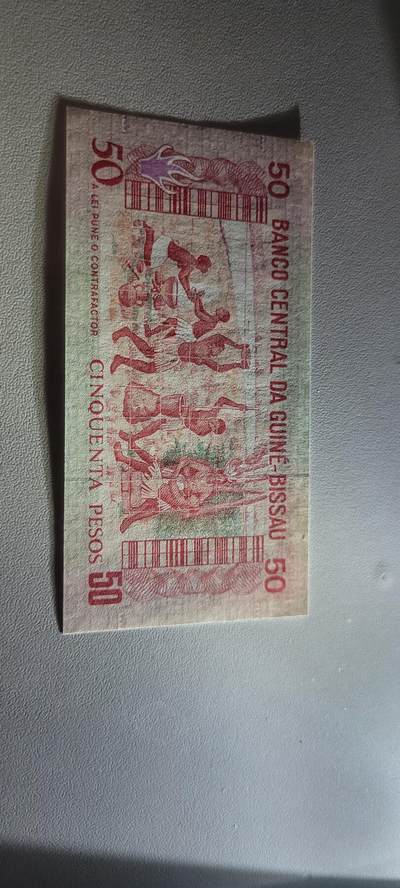 50 BANCO CENTRAL DA GUINÉ-BISSAU 50
50 A LEI PUNE O CONTRAFACTOR CINQUENTA PESOS 50